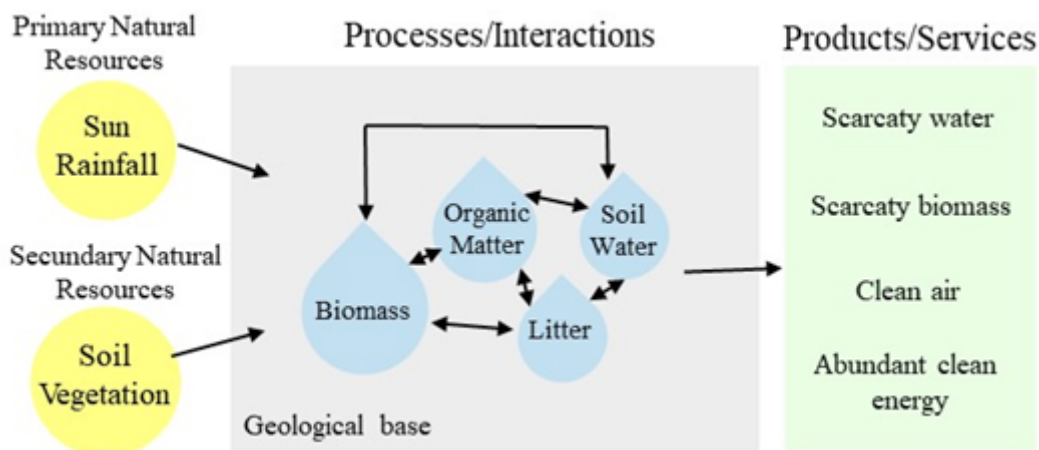 Primary Natural
Resources
Sun
Rainfall
Secundary Natural
Resources
Soil
Vegetation
Processes/Interactions
Organic
Matter
Soil
Water
Biomass
Litter
Geological base
Products/Services
Scarcaty water
Scarcaty biomass
Clean air
Abundant clean
energy